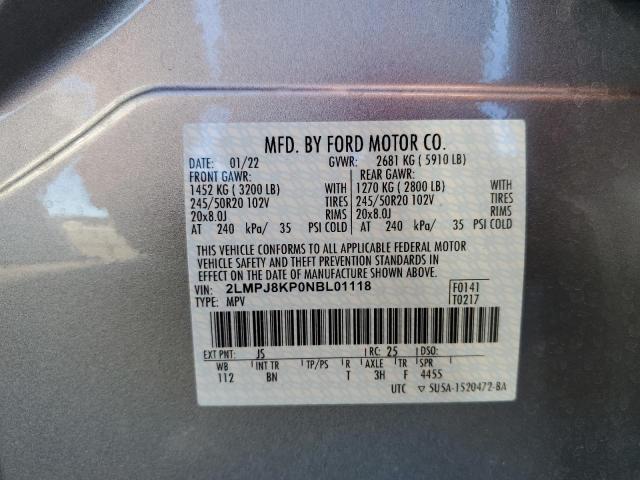 MFD. BY FORD MOTOR CO.
DATE: 01/22 GVWR: 2681 KG ( 5910 LB)
FRONT GAWR: REAR GAWR:
1452 KG ( 3200 LB) WITH 1270 KG ( 2800 LB) WITH
245/50R20 102V TIRES 245/50R20 102V TIRES
20x8.0J RIMS 20x8.0J RIMS
AT 240 kPa/ 35 PSI COLD AT 240 kPa/ 35 PSI COLD
THIS VEHICLE CONFORMS TO ALL APPLICABLE FEDERAL MOTOR
VEHICLE SAFETY AND THEFT PREVENTION STANDARDS IN
EFFECT ON THE DATE OF MANUFACTURE SHOWN ABOVE.
VIN: 2LMPJ8KP0NBL01118 F0141
TYPE: MPV T0217
EXT PNT: JS RC: 25 DSO:
WB INT TR TP/PS R AXLE TR SPR
112 BN T 3H F 4455
UTC ▽ 5USA-1520472-BA